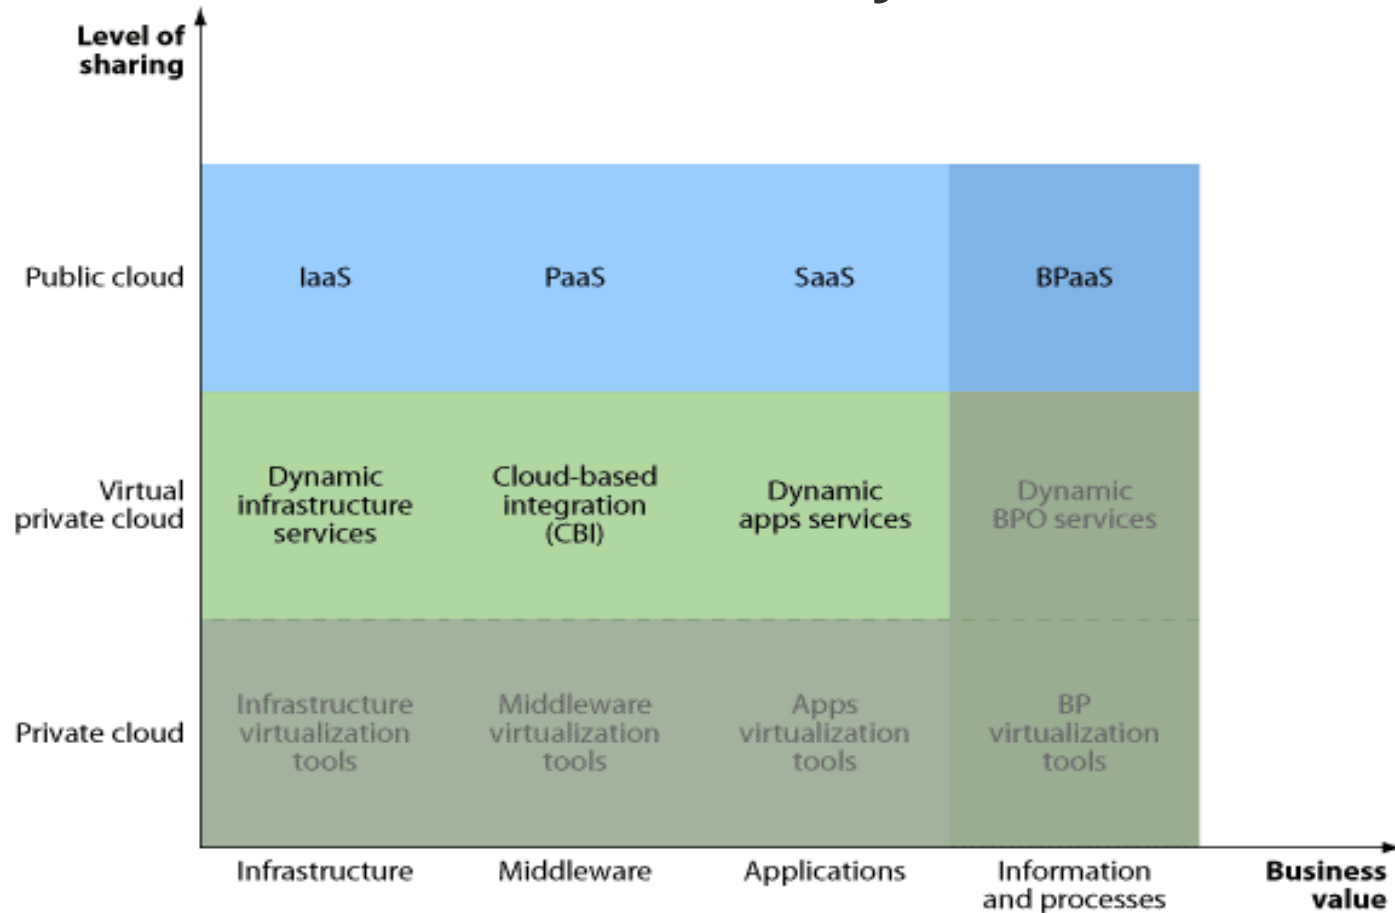 Level of
sharing
Public cloud
IaaS
PaaS
SaaS
BPaaS
Virtual
private cloud
Dynamic
infrastructure
services
Cloud-based
integration
(CBI)
Dynamic
apps services
Dynamic
BPO services
Private cloud
Infrastructure
virtualization
tools
Middleware
virtualization
tools
Apps
virtualization
tools
BP
virtualization
tools
Infrastructure
Middleware
Applications
Information
and processes
Business
value